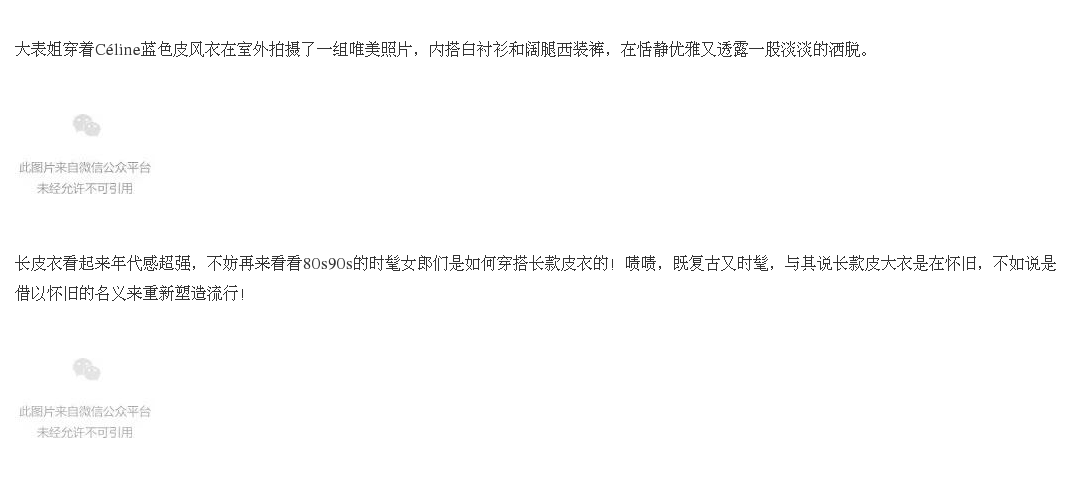 大表姐穿着Céline蓝色皮风衣在室外拍摄了一组唯美照片，内搭白衬衫和阔腿西装裤，在恬静优雅又透露一股淡淡的洒脱。
此图片来自微信公众平台
未经允许不可引用
长皮衣看起来年代感超强，不妨再来看看80s90s的时髦女郎们是如何穿搭长款皮衣的！啧啧，既复古又时髦，与其说长款皮大衣是在怀旧，不如说是
借以怀旧的名义来重新塑造流行！
此图片来自微信公众平台
未经允许不可引用